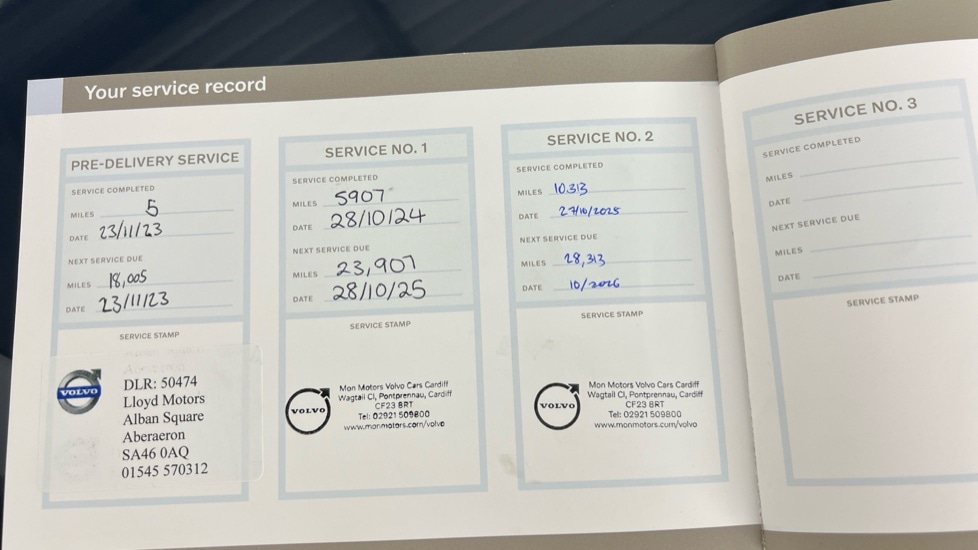 Your service record
PRE-DELIVERY SERVICE
SERVICE COMPLETED
MILES 5
DATE 23/11/23
NEXT SERVICE DUE
MILES 18,005
DATE 23/11/23
SERVICE STAMP
VOLVO
DLR: 50474
Lloyd Motors
Alban Square
Aberaeron
SA46 0AQ
01545 570312
SERVICE NO. 1
SERVICE COMPLETED
MILES 5907
DATE 28/10/24
NEXT SERVICE DUE
MILES 23,907
DATE 28/10/25
SERVICE STAMP
VOLVO
Mon Motors Volvo Cars Cardiff
Wagtail Cl, Pontprennau, Cardiff
CF23 8RT
Tel: 02921 509800
www.monmotors.com/volvo
SERVICE NO. 2
SERVICE COMPLETED
MILES 10313
DATE 27/10/2025
NEXT SERVICE DUE
MILES 28,313
DATE 10/2026
SERVICE STAMP
VOLVO
Mon Motors Volvo Cars Cardiff
Wagtail Cl, Pontprennau, Cardiff
CF23 8RT
Tel: 02921 509800
www.monmotors.com/volvo
SERVICE NO. 3
SERVICE COMPLETED
MILES
DATE
NEXT SERVICE DUE
MILES
DATE
SERVICE STAMP